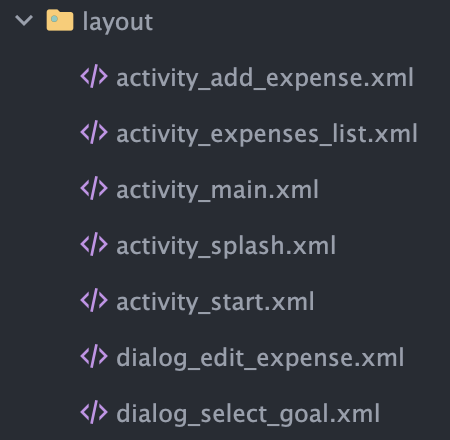 layout
activity_add_expense.xml
activity_expenses_list.xml
activity_main.xml
activity_splash.xml
activity_start.xml
dialog_edit_expense.xml
dialog_select_goal.xml